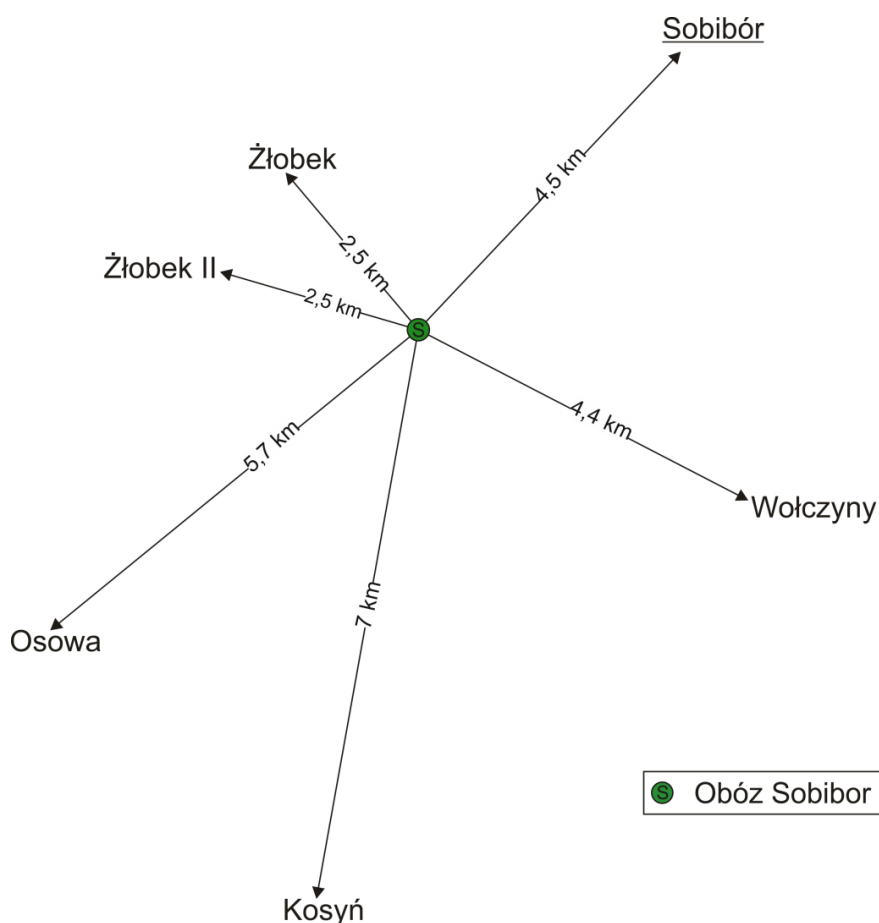 Sobibór
4,5 km
Żłobek
2,5 km
Żłobek II
2,5 km
S
4,4 km
5,7 km
Wołczyny
7 km
Osowa
S Obóz Sobibor
Kosyń